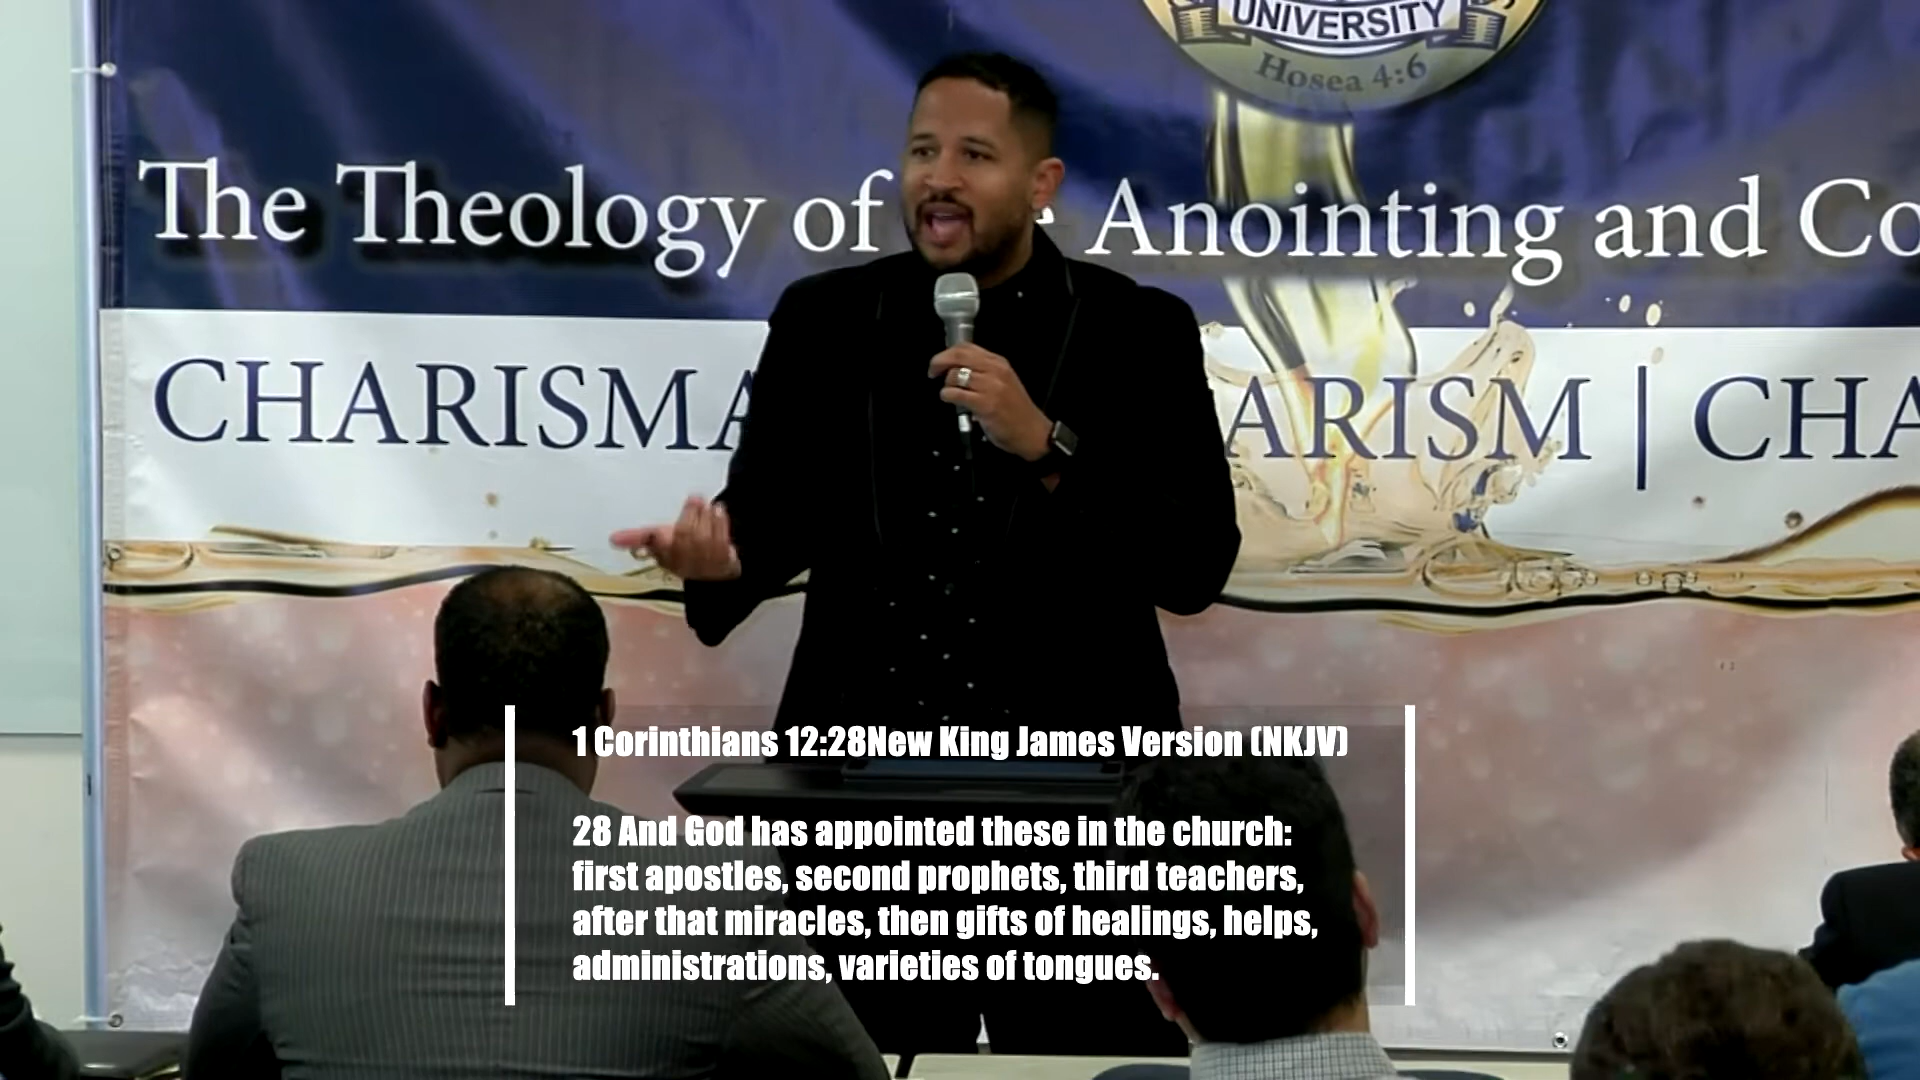 UNIVERSITY
Hosea 4:6
The Theology of Anointing and
CHARISMA ARISM | CHA
1 Corinthians 12:28New King James Version (NKJV)
28 And God has appointed these in the church:
first apostles, second prophets, third teachers,
after that miracles, then gifts of healings, helps,
administrations, varieties of tongues.